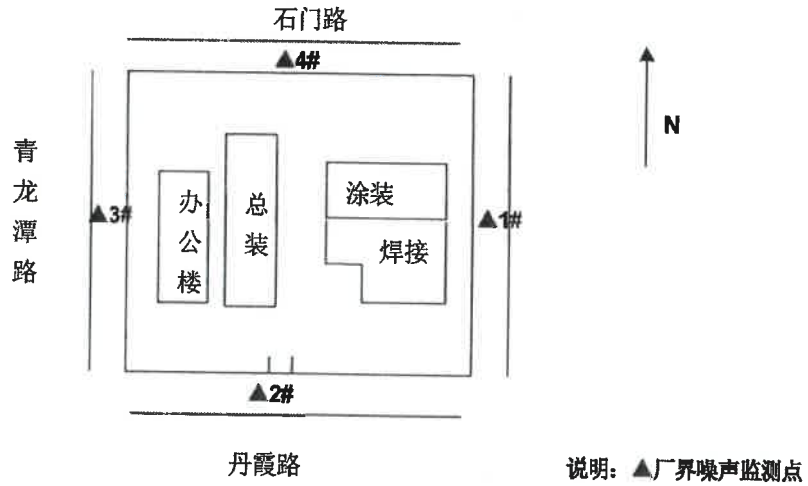 石门路
▲4#
N
青龙潭路
▲3#
办公楼
总装
涂装
焊接
▲1#
▲2#
丹霞路
说明：▲厂界噪声监测点